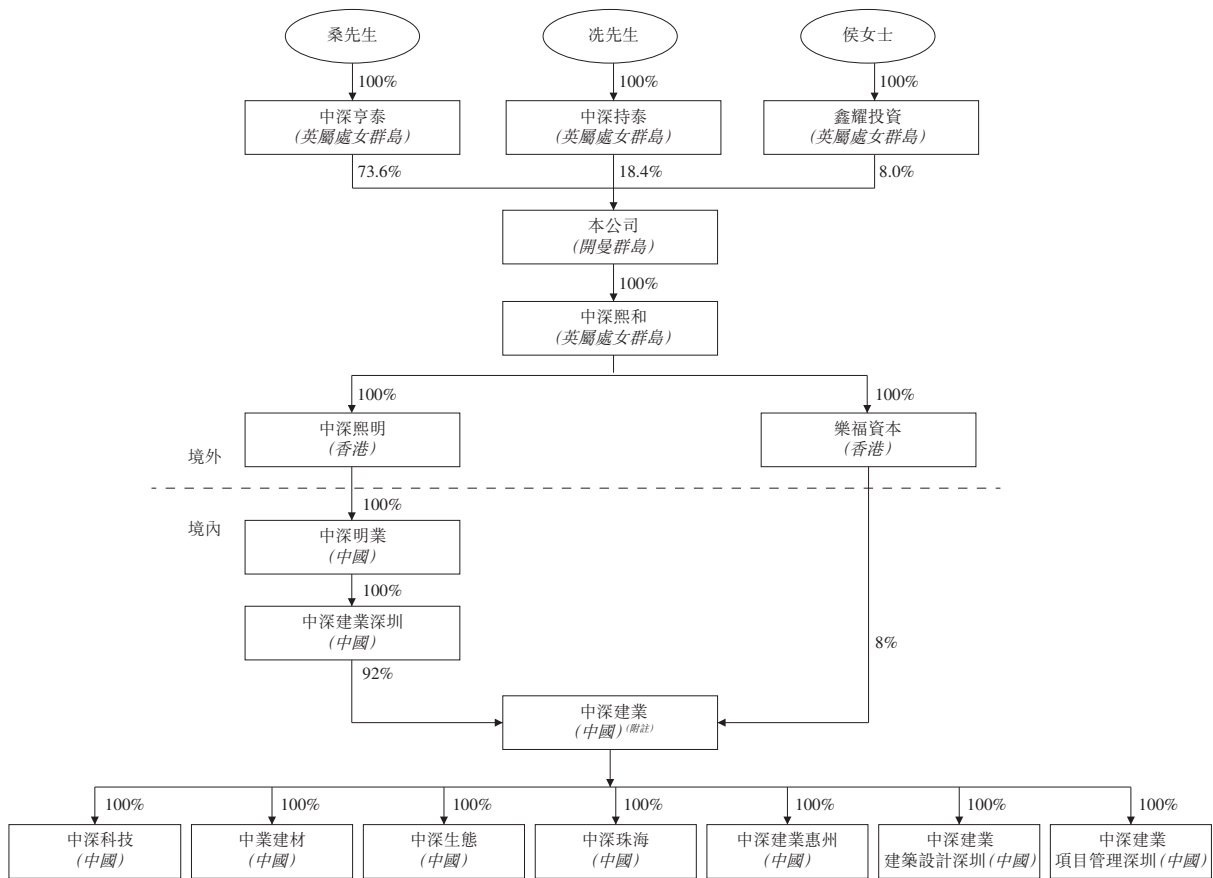 桑先生
冼先生
侯女士
100%
100%
100%
中深亨泰
(英屬處女群島)
中深持泰
(英屬處女群島)
鑫耀投資
(英屬處女群島)
73.6%
18.4%
8.0%
本公司
(開曼群島)
100%
中深熙和
(英屬處女群島)
100%
100%
中深熙明
(香港)
樂福資本
(香港)
境外
100%
境內
中深明業
(中國)
100%
中深建業深圳
(中國)
92%
8%
中深建業
(中國)(附註)
100%
100%
100%
100%
100%
100%
100%
中深科技
(中國)
中業建材
(中國)
中深生態
(中國)
中深珠海
(中國)
中深建業惠州
(中國)
中深建業
建築設計深圳(中國)
中深建業
項目管理深圳(中國)